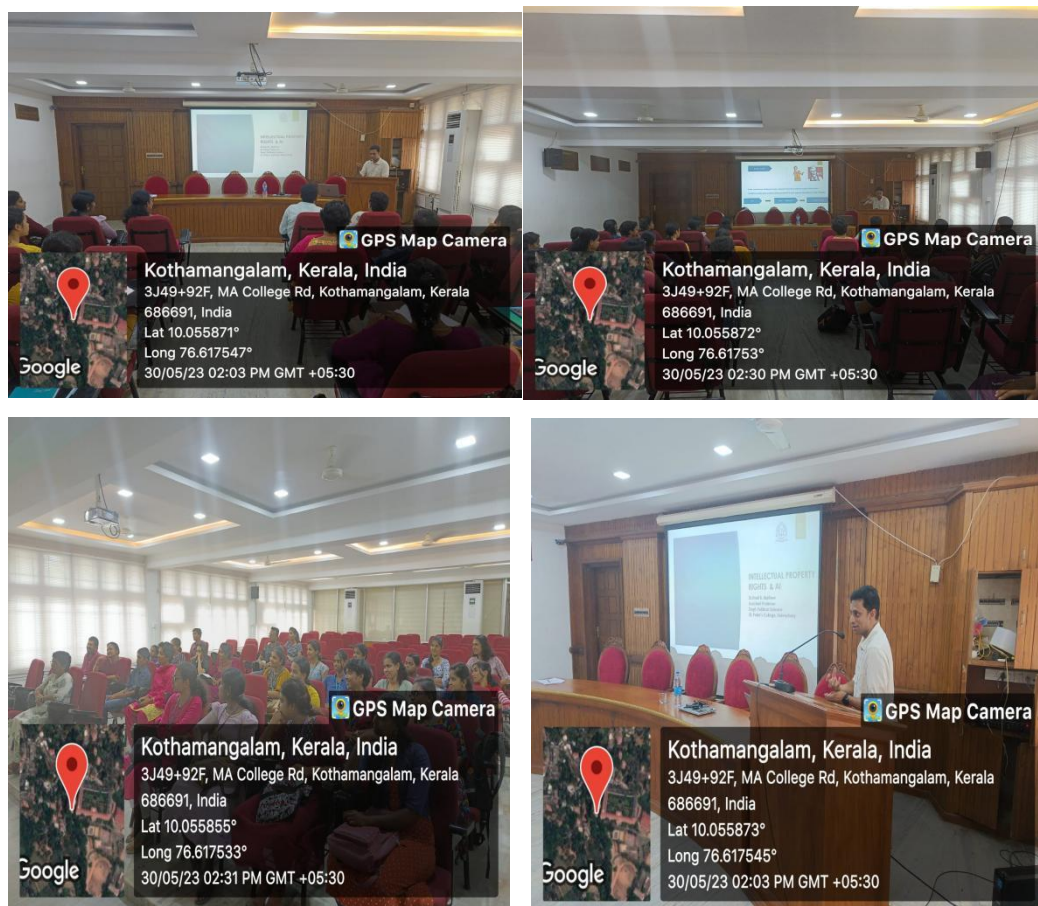 INTELLECTUAL PROPERTY
RIGHTS & AI
GPS Map Camera
Kothamangalam, Kerala, India
3J49+92F, MA College Rd, Kothamangalam, Kerala
686691, India
Lat 10.055871°
Long 76.617547°
30/05/23 02:03 PM GMT +05:30
Google
GPS Map Camera
Kothamangalam, Kerala, India
3J49+92F, MA College Rd, Kothamangalam, Kerala
686691, India
Lat 10.055872°
Long 76.61753°
30/05/23 02:30 PM GMT +05:30
Google
GPS Map Camera
Kothamangalam, Kerala, India
3J49+92F, MA College Rd, Kothamangalam, Kerala
686691, India
Lat 10.055855°
Long 76.617533°
30/05/23 02:31 PM GMT +05:30
Google
INTELLECTUAL PROPERTY
RIGHTS & AI
GPS Map Camera
Kothamangalam, Kerala, India
3J49+92F, MA College Rd, Kothamangalam, Kerala
686691, India
Lat 10.055873°
Long 76.617545°
30/05/23 02:03 PM GMT +05:30
Google